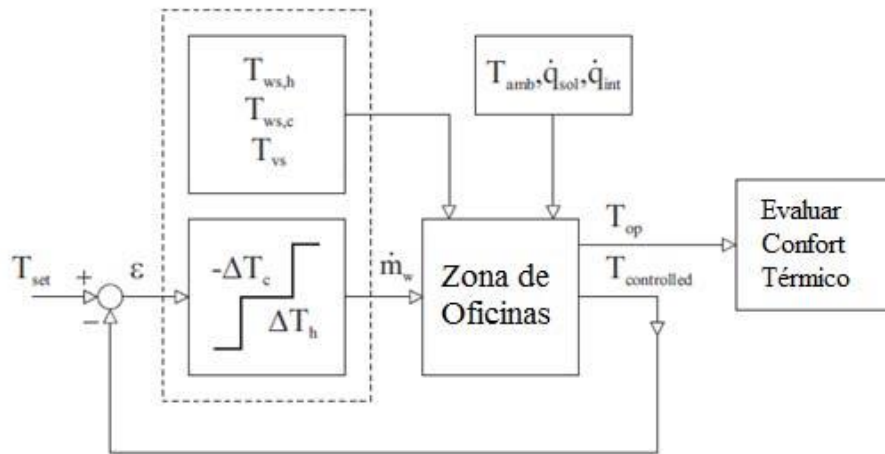 T_ws,h
T_ws,c
T_vs
T_amb, q̇_sol, q̇_int
T_set
+
−
ε
-ΔT_c
ΔT_h
ṁ_w
Zona de
Oficinas
T_op
T_controlled
Evaluar
Confort
Térmico